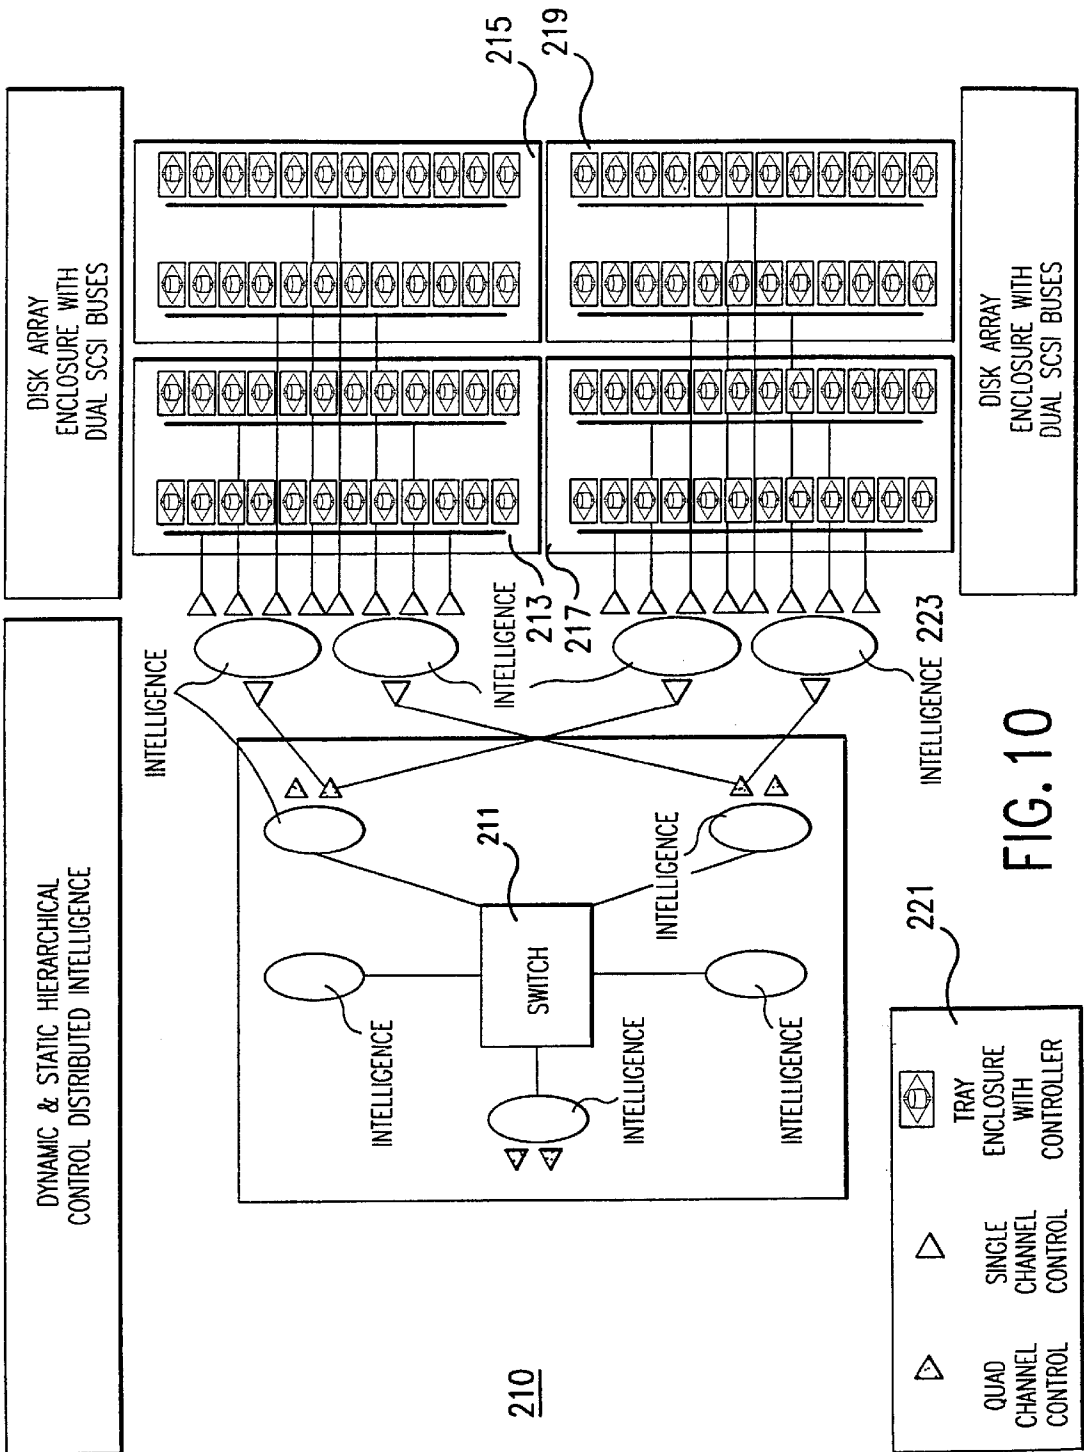 DYNAMIC & STATIC HIERARCHICAL
CONTROL DISTRIBUTED INTELLIGENCE
DISK ARRAY
ENCLOSURE WITH
DUAL SCSI BUSES
215
219
INTELLIGENCE
INTELLIGENCE
213
217
INTELLIGENCE 223
211
SWITCH
INTELLIGENCE
INTELLIGENCE
INTELLIGENCE
INTELLIGENCE
DISK ARRAY
ENCLOSURE WITH
DUAL SCSI BUSES
210
QUAD
CHANNEL
CONTROL
SINGLE
CHANNEL
CONTROL
TRAY
ENCLOSURE
WITH
CONTROLLER
221
FIG. 10